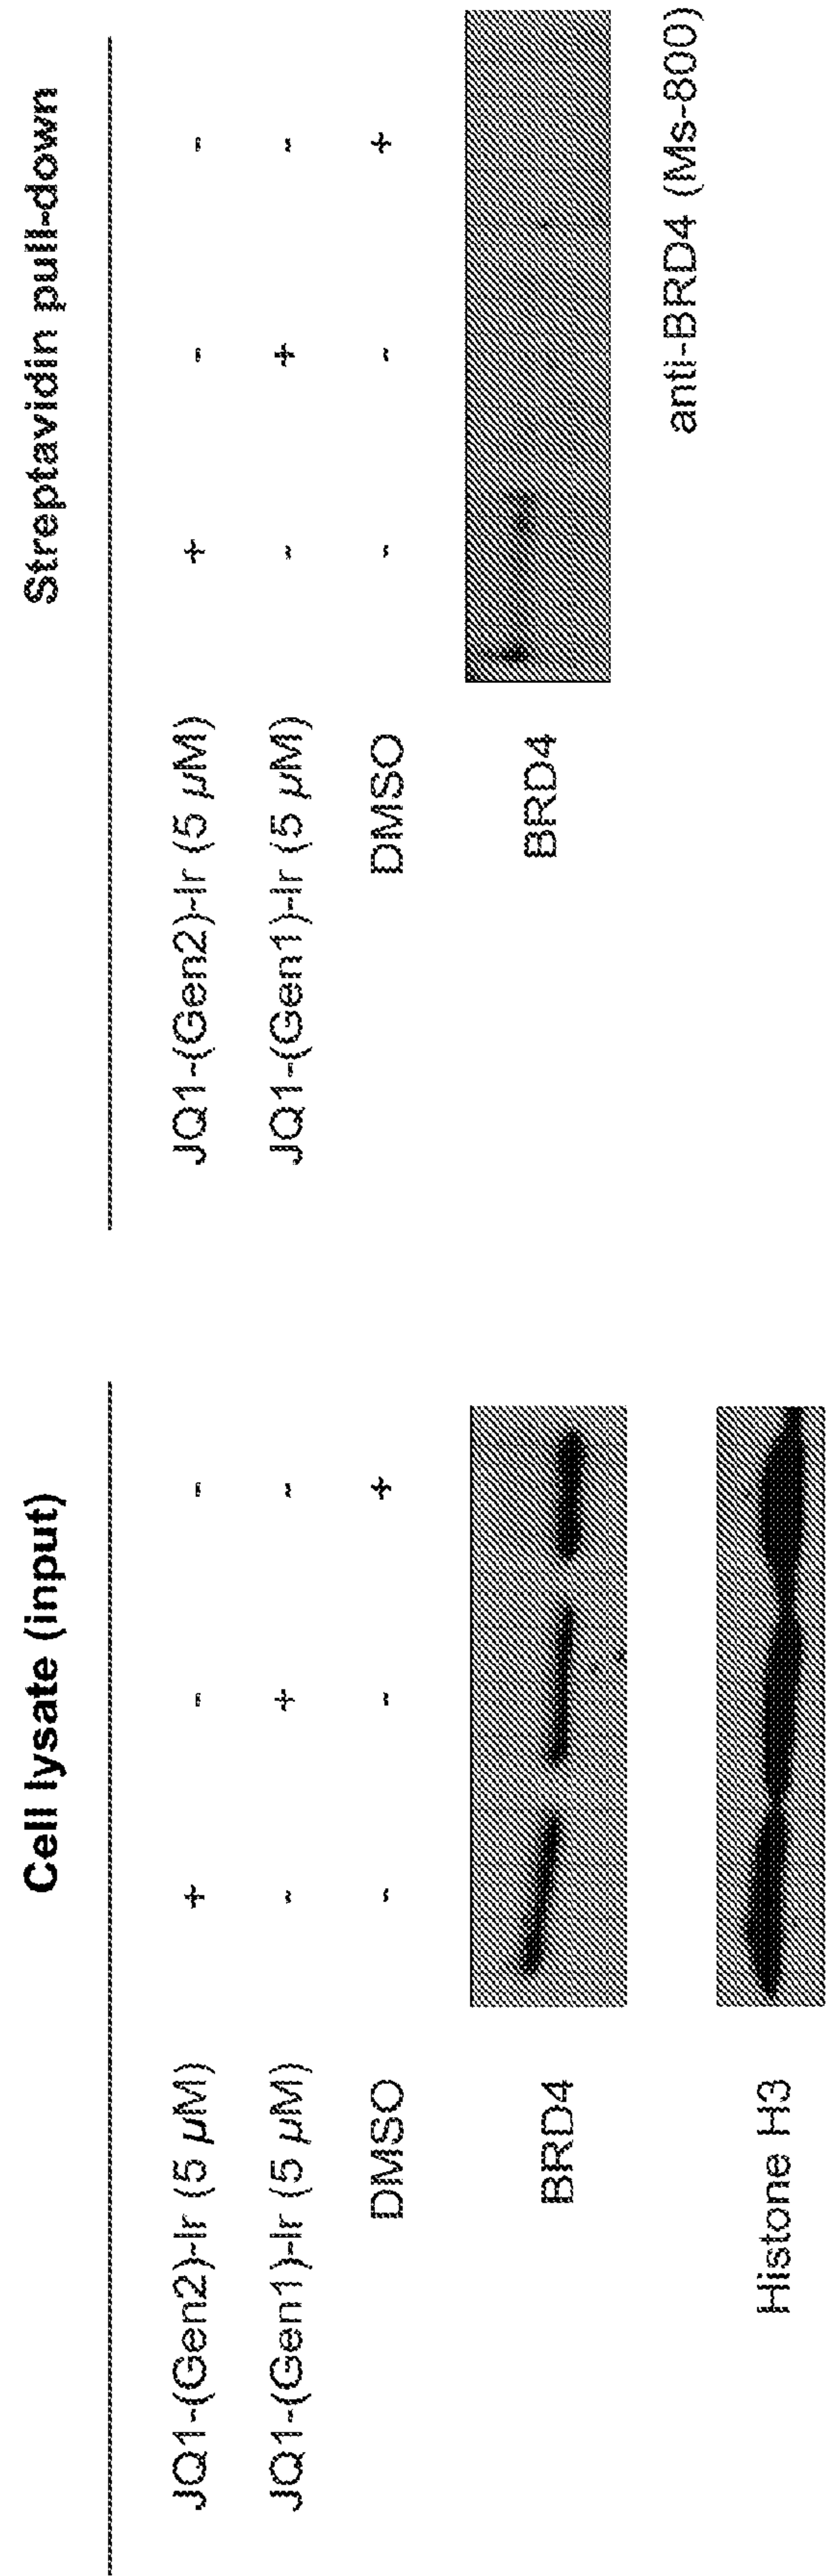 Cell lysate (input)
JQ1-(Gen2)-Ir (5 μM) + - -
JQ1-(Gen1)-Ir (5 μM) - + -
DMSO - - +
BRD4
Histone H3
Streptavidin pull-down
JQ1-(Gen2)-Ir (5 μM) + - -
JQ1-(Gen1)-Ir (5 μM) - + -
DMSO - - +
BRD4
anti-BRD4 (Ms-800)